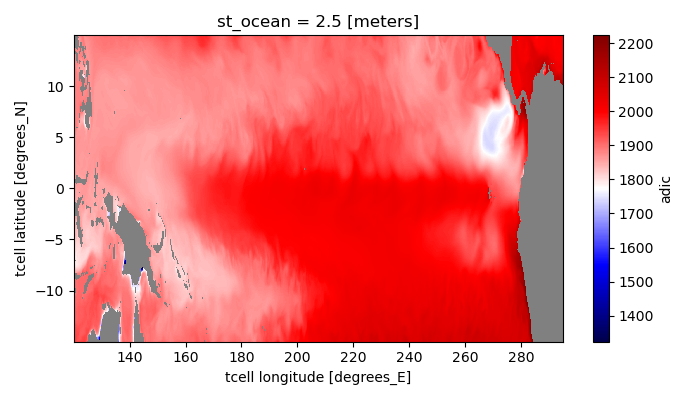 st_ocean = 2.5 [meters]
tcell latitude [degrees_N]
10
5
0
−5
−10
140 160 180 200 220 240 260 280
tcell longitude [degrees_E]
2200
2100
2000
1900
1800
1700
1600
1500
1400
adic